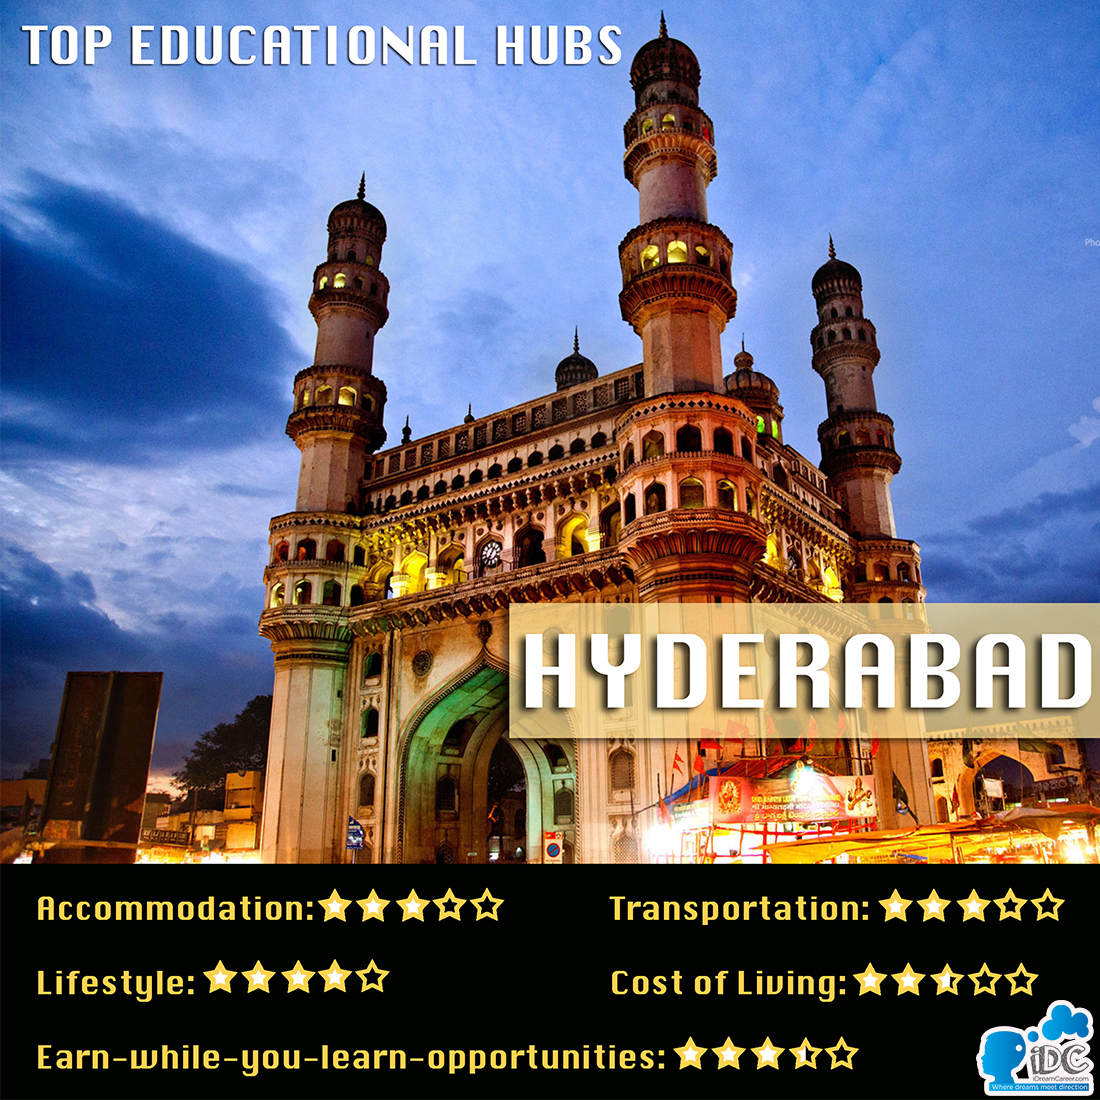 TOP EDUCATIONAL HUBS
Pho
HYDERABAD
Accommodation:
Transportation:
Lifestyle:
Cost of Living:
Earn-while-you-learn-opportunities:
iDC
iDreamCareer.com
Where dreams meet direction